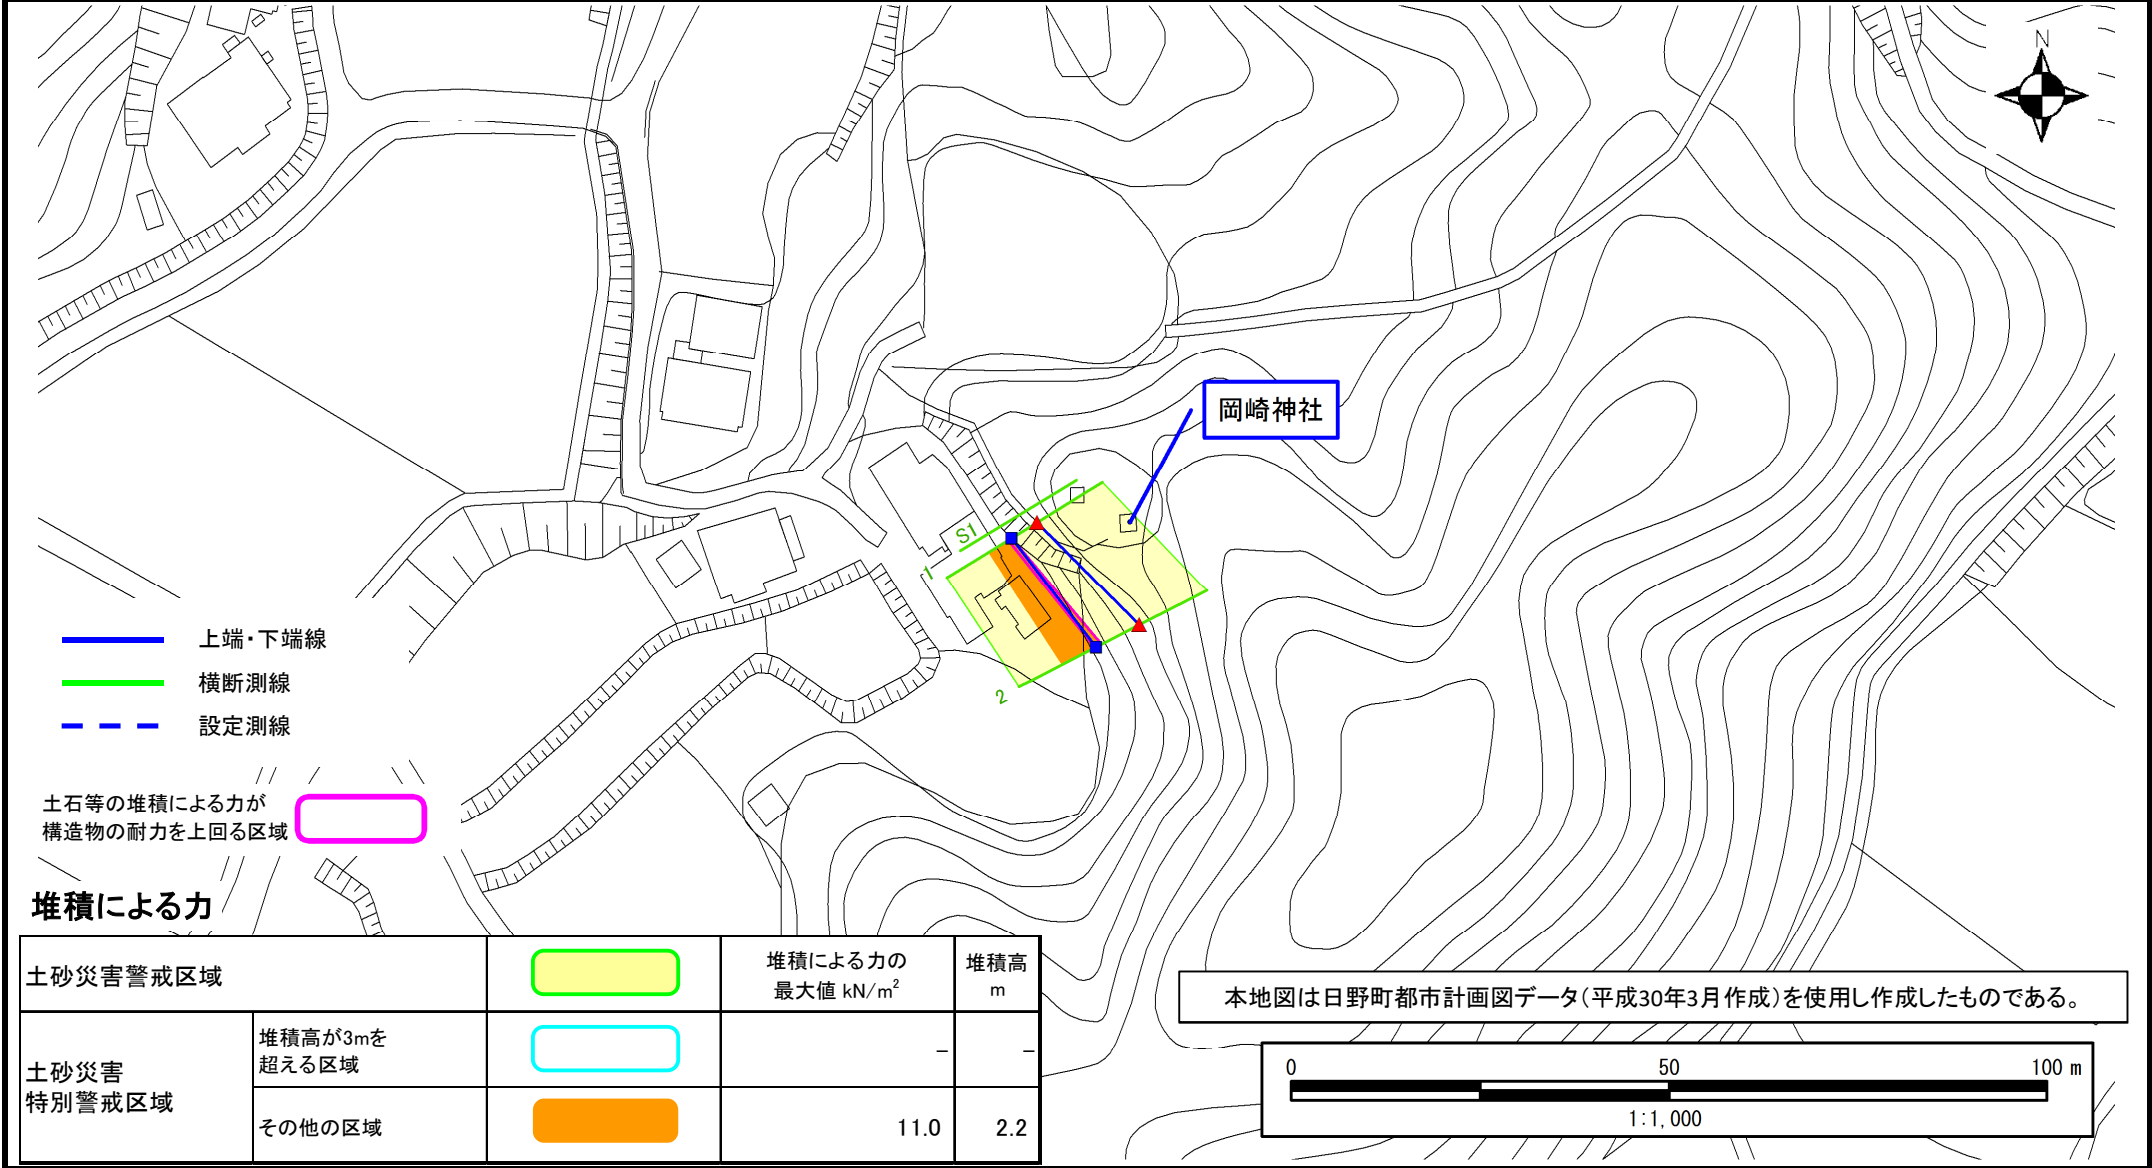 N
岡崎神社
S1
1
2
上端・下端線
横断測線
設定測線
土石等の堆積による力が
構造物の耐力を上回る区域
堆積による力
土砂災害警戒区域
堆積による力の
最大値 kN/m²
堆積高
m
土砂災害
特別警戒区域
堆積高が3mを
超える区域
－ －
その他の区域
11.0 2.2
本地図は日野町都市計画図データ（平成30年3月作成）を使用し作成したものである。
0 50 100 m
1:1,000